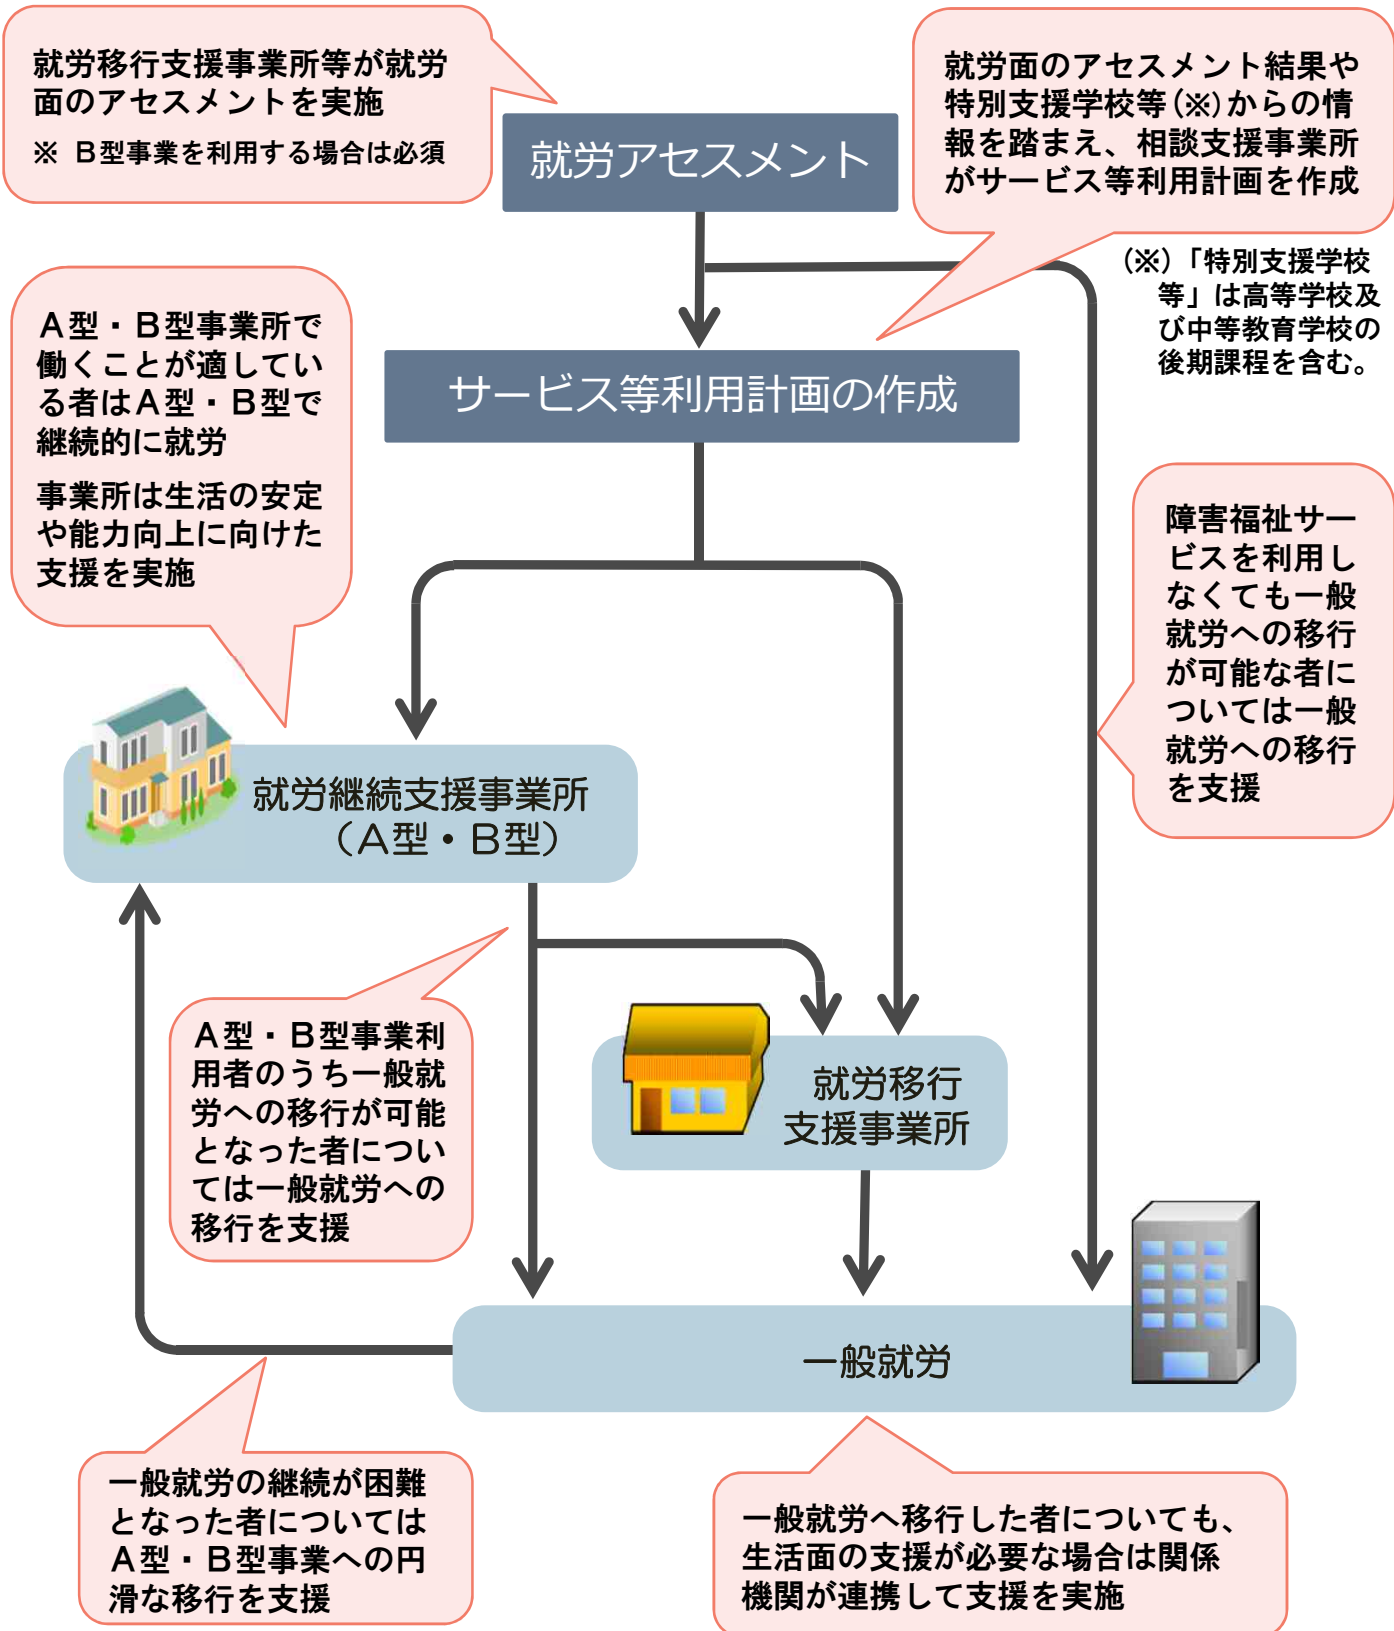 就労移行支援事業所等が就労
面のアセスメントを実施
※ B型事業を利用する場合は必須
就労アセスメント
就労面のアセスメント結果や
特別支援学校等(※)からの情
報を踏まえ、相談支援事業所
がサービス等利用計画を作成
(※)「特別支援学校
等」は高等学校及
び中等教育学校の
後期課程を含む。
A型・B型事業所で
働くことが適してい
る者はA型・B型で
継続的に就労
事業所は生活の安定
や能力向上に向けた
支援を実施
サービス等利用計画の作成
障害福祉サー
ビスを利用し
なくても一般
就労への移行
が可能な者に
ついては一般
就労への移行
を支援
就労継続支援事業所
(A型・B型)
A型・B型事業利
用者のうち一般就
労への移行が可能
となった者につい
ては一般就労への
移行を支援
就労移行
支援事業所
一般就労
一般就労の継続が困難
となった者については
A型・B型事業への円
滑な移行を支援
一般就労へ移行した者についても、
生活面の支援が必要な場合は関係
機関が連携して支援を実施